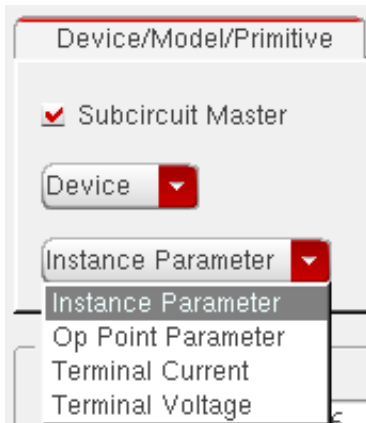 Device/Model/Primitive
Subcircuit Master
Device
Instance Parameter
Instance Parameter
Op Point Parameter
Terminal Current
Terminal Voltage